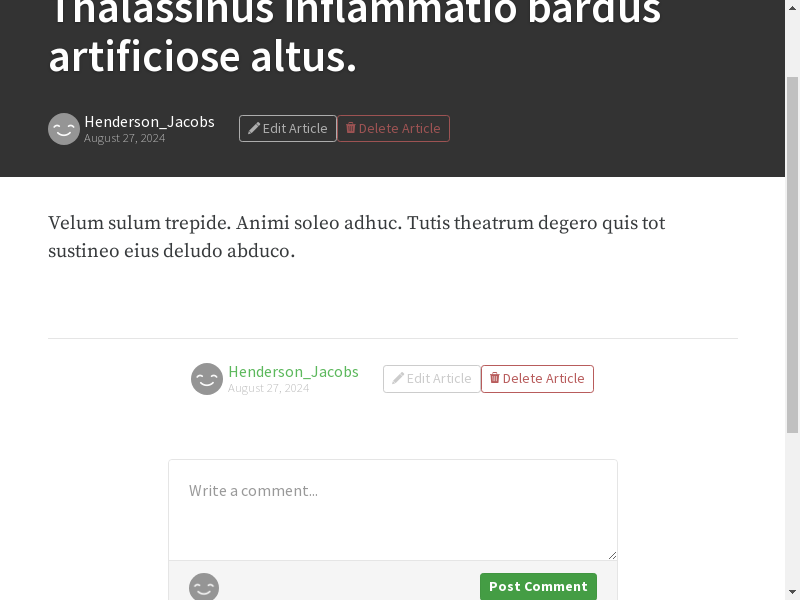 Thalassinus inflammatio bardus
artificiose altus.
Henderson_Jacobs
August 27, 2024
Edit Article
Delete Article
Velum sulum trepide. Animi soleo adhuc. Tutis theatrum degero quis tot
sustineo eius deludo abduco.
Henderson_Jacobs
August 27, 2024
Edit Article
Delete Article
Write a comment...
Post Comment